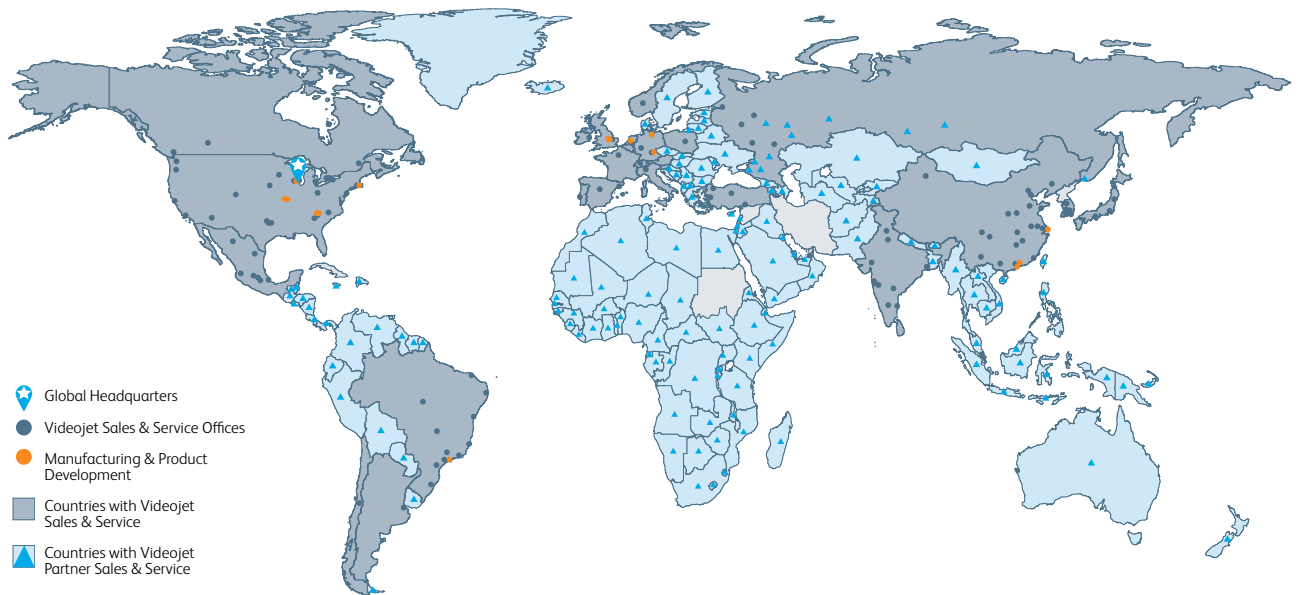 Global Headquarters
Videojet Sales & Service Offices
Manufacturing & Product
Development
Countries with Videojet
Sales & Service
Countries with Videojet
Partner Sales & Service